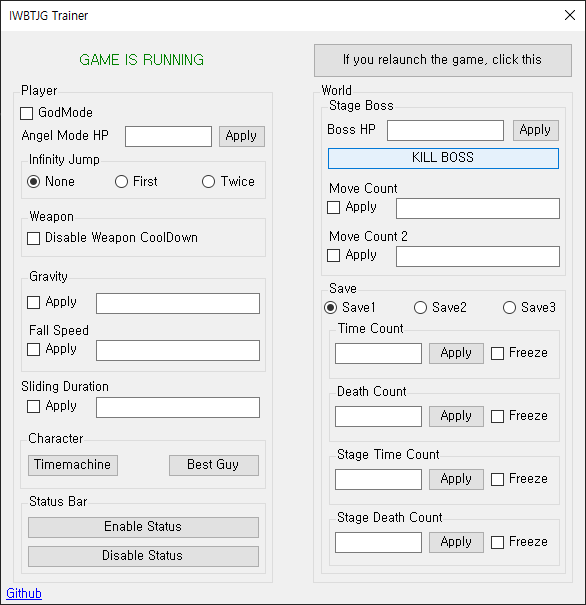 IWBTJG Trainer
GAME IS RUNNING
If you relaunch the game, click this
Player
GodMode
Angel Mode HP Apply
Infinity Jump
None First Twice
Weapon
Disable Weapon CoolDown
Gravity
Apply
Fall Speed
Apply
Sliding Duration
Apply
Character
Timemachine Best Guy
Status Bar
Enable Status
Disable Status
Github
World
Stage Boss
Boss HP Apply
KILL BOSS
Move Count
Apply
Move Count 2
Apply
Save
Save1 Save2 Save3
Time Count
Apply Freeze
Death Count
Apply Freeze
Stage Time Count
Apply Freeze
Stage Death Count
Apply Freeze